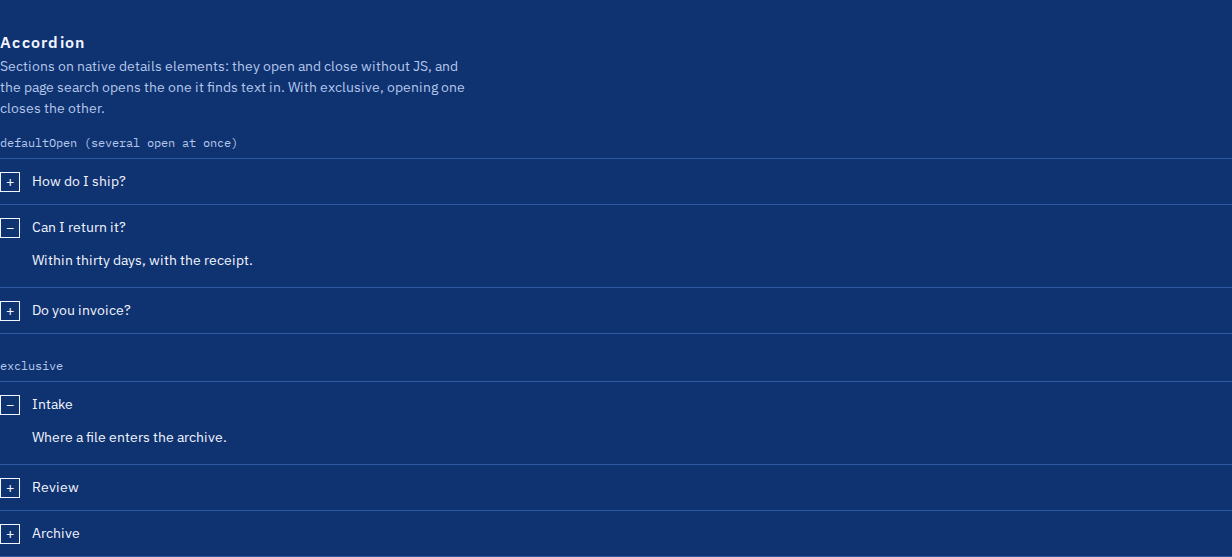 Accordion
Sections on native details elements: they open and close without JS, and
the page search opens the one it finds text in. With exclusive, opening one
closes the other.
defaultOpen (several open at once)
+ How do I ship?
− Can I return it?
Within thirty days, with the receipt.
+ Do you invoice?
exclusive
− Intake
Where a file enters the archive.
+ Review
+ Archive